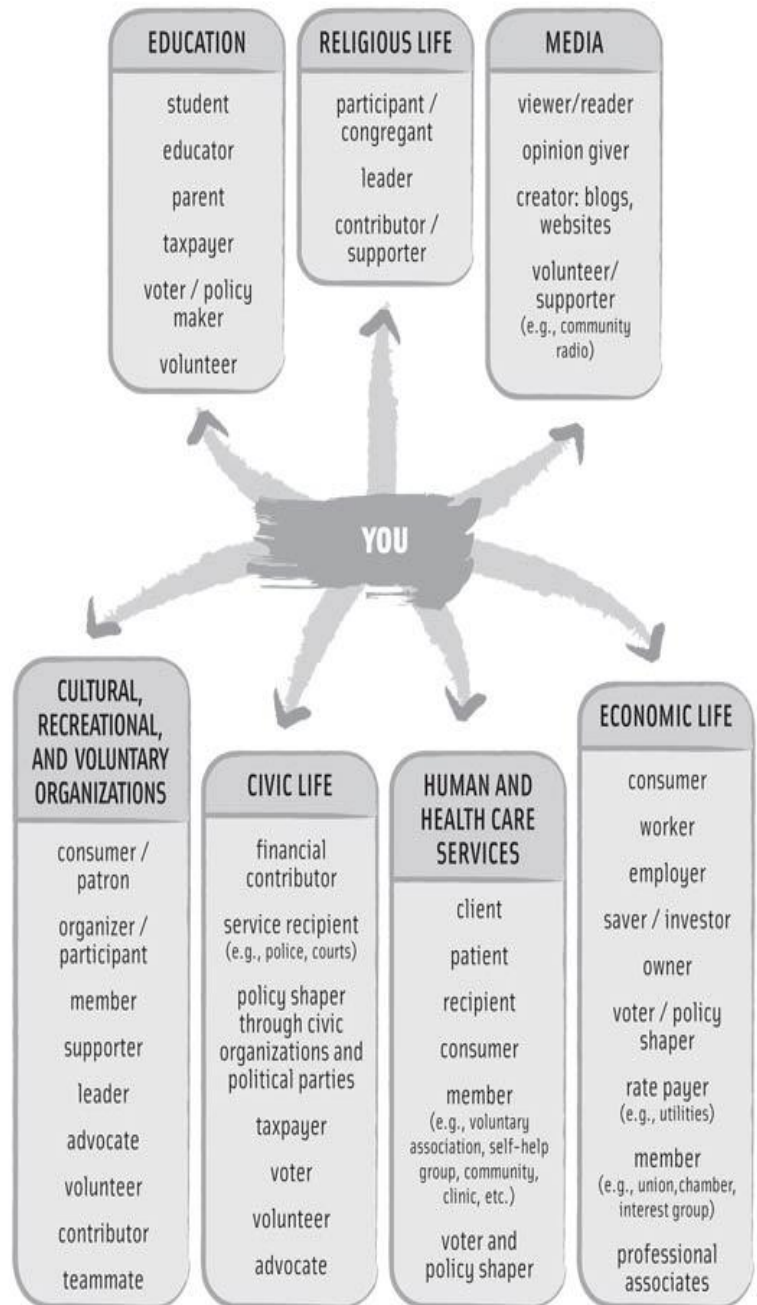 EDUCATION
student
educator
parent
taxpayer
voter / policy
maker
volunteer
RELIGIOUS LIFE
participant /
congregant
leader
contributor /
supporter
MEDIA
viewer/reader
opinion giver
creator: blogs,
websites
volunteer/
supporter
(e.g., community
radio)
YOU
CULTURAL,
RECREATIONAL,
AND VOLUNTARY
ORGANIZATIONS
consumer /
patron
organizer /
participant
member
supporter
leader
advocate
volunteer
contributor
teammate
CIVIC LIFE
financial
contributor
service recipient
(e.g., police, courts)
policy shaper
through civic
organizations and
political parties
taxpayer
voter
volunteer
advocate
HUMAN AND
HEALTH CARE
SERVICES
client
patient
recipient
consumer
member
(e.g., voluntary
association, self-help
group, community,
clinic, etc.)
voter and
policy shaper
ECONOMIC LIFE
consumer
worker
employer
saver / investor
owner
voter / policy
shaper
rate payer
(e.g., utilities)
member
(e.g., union,chamber,
interest group)
professional
associates